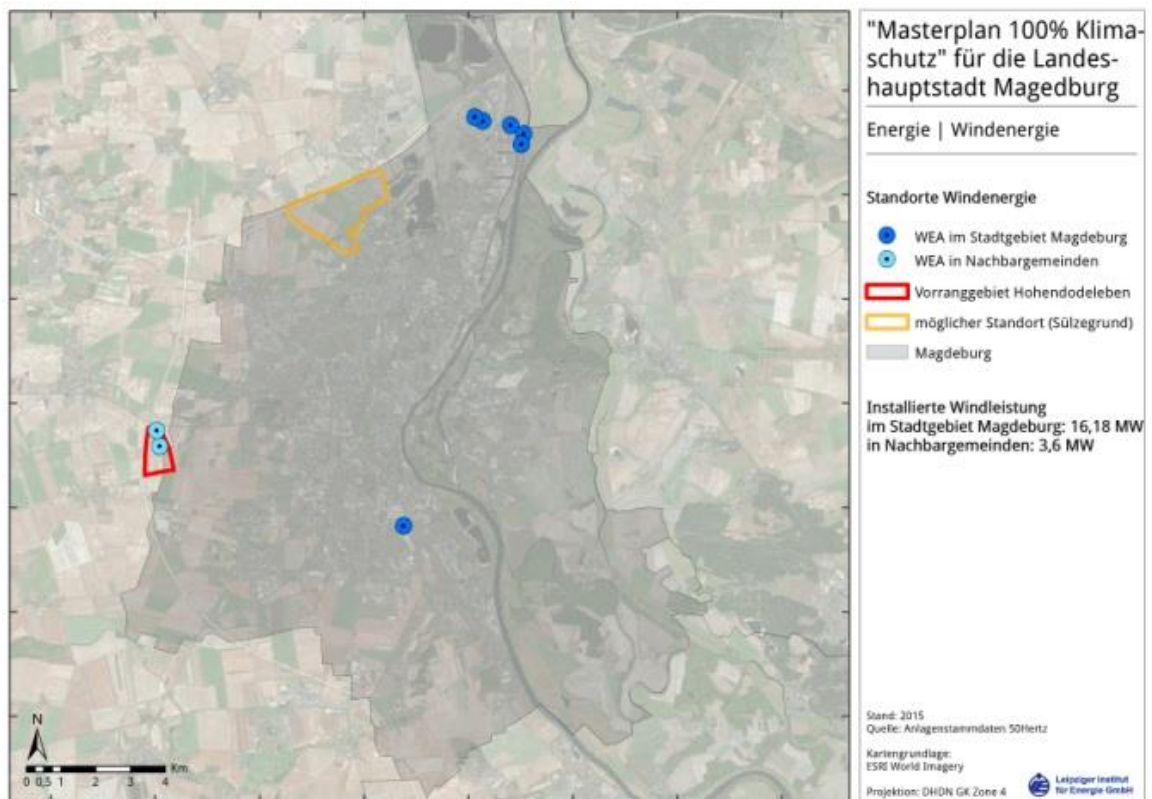 "Masterplan 100% Klima-
schutz" für die Landes-
hauptstadt Magedburg
Energie | Windenergie
Standorte Windenergie
WEA im Stadtgebiet Magdeburg
WEA in Nachbargemeinden
Vorranggebiet Hohendodeleben
möglicher Standort (Sülzegrund)
Magdeburg
Installierte Windleistung
im Stadtgebiet Magdeburg: 16,18 MW
in Nachbargemeinden: 3,6 MW
Stand: 2015
Quelle: Anlagenstammdaten 50Hertz
Kartengrundlage:
ESRI World Imagery
Projektion: DHDN GK Zone 4
Leipziger Institut
für Energie GmbH
N
Km
0 0,5 1 2 3 4